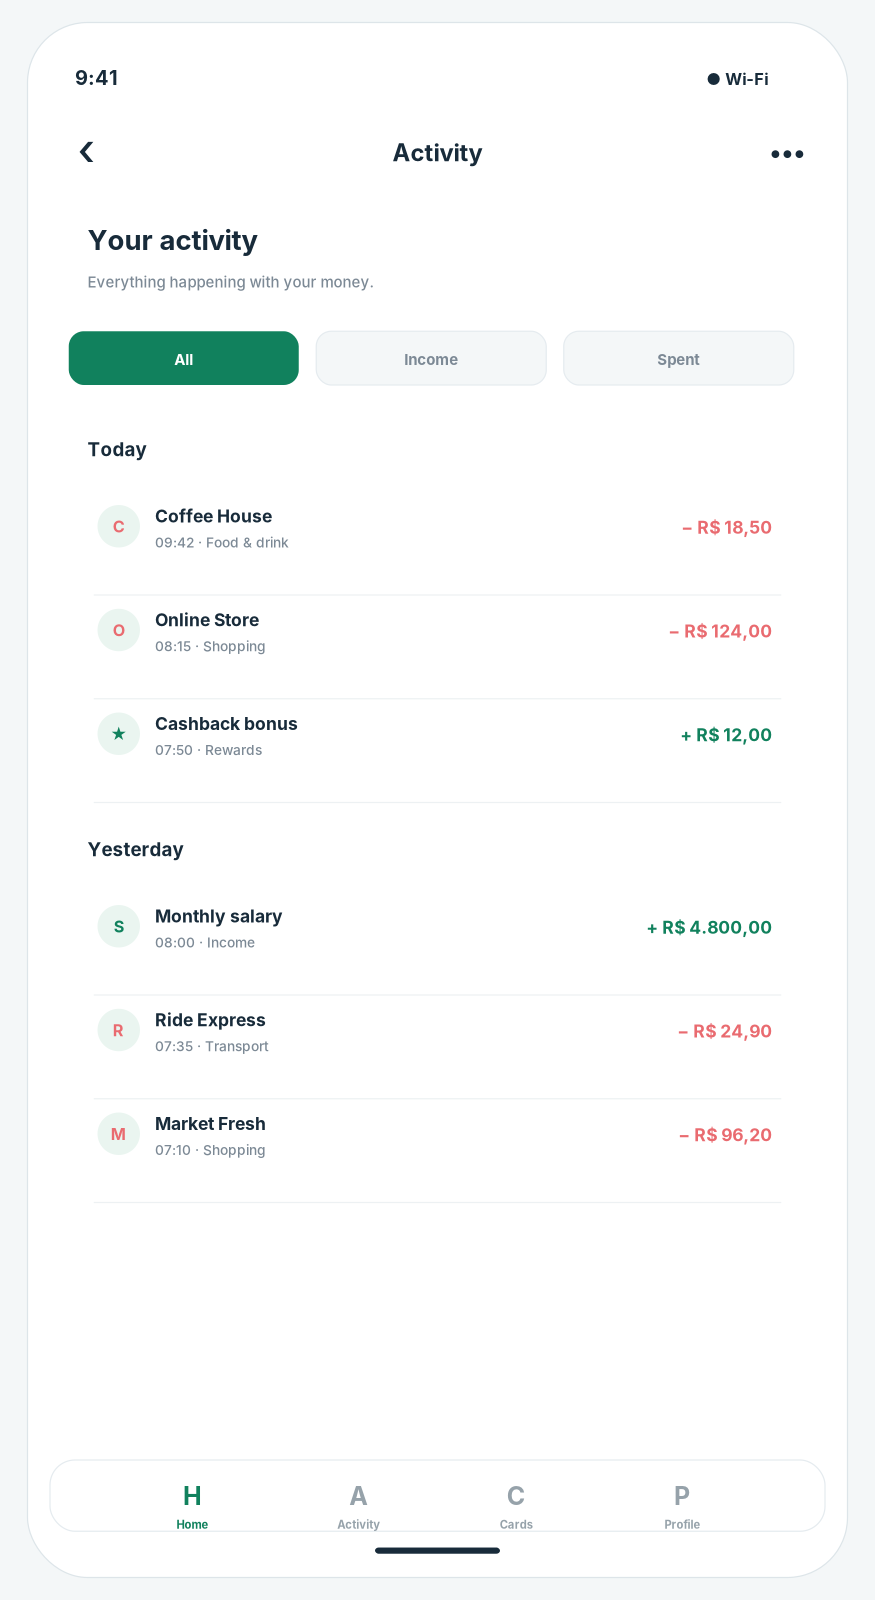 9:41
● Wi-Fi
‹ Activity •••
Your activity
Everything happening with your money.
All Income Spent
Today
C Coffee House
09:42 · Food & drink
– R$ 18,50
O Online Store
08:15 · Shopping
– R$ 124,00
★ Cashback bonus
07:50 · Rewards
+ R$ 12,00
Yesterday
S Monthly salary
08:00 · Income
+ R$ 4.800,00
R Ride Express
07:35 · Transport
– R$ 24,90
M Market Fresh
07:10 · Shopping
– R$ 96,20
H A C P
Home Activity Cards Profile